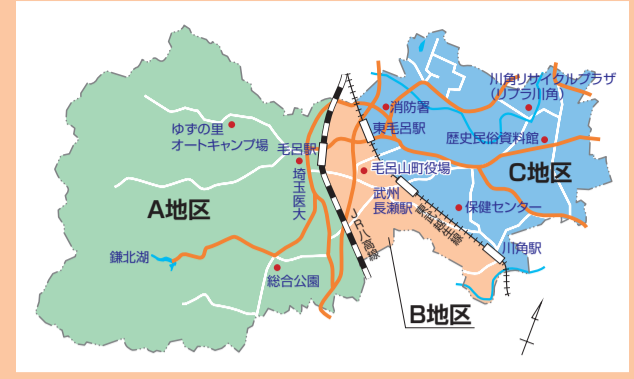 川角リサイクルプラザ
(リプラ川角)
消防署
ゆずの里
オートキャンプ場
東毛呂駅
歴史民俗資料館
毛呂駅
毛呂山町役場
C地区
埼玉医大
武州
長瀬駅
保健センター
A地区
JR八高線
東武越生線
川角駅
鎌北湖
総合公園
B地区